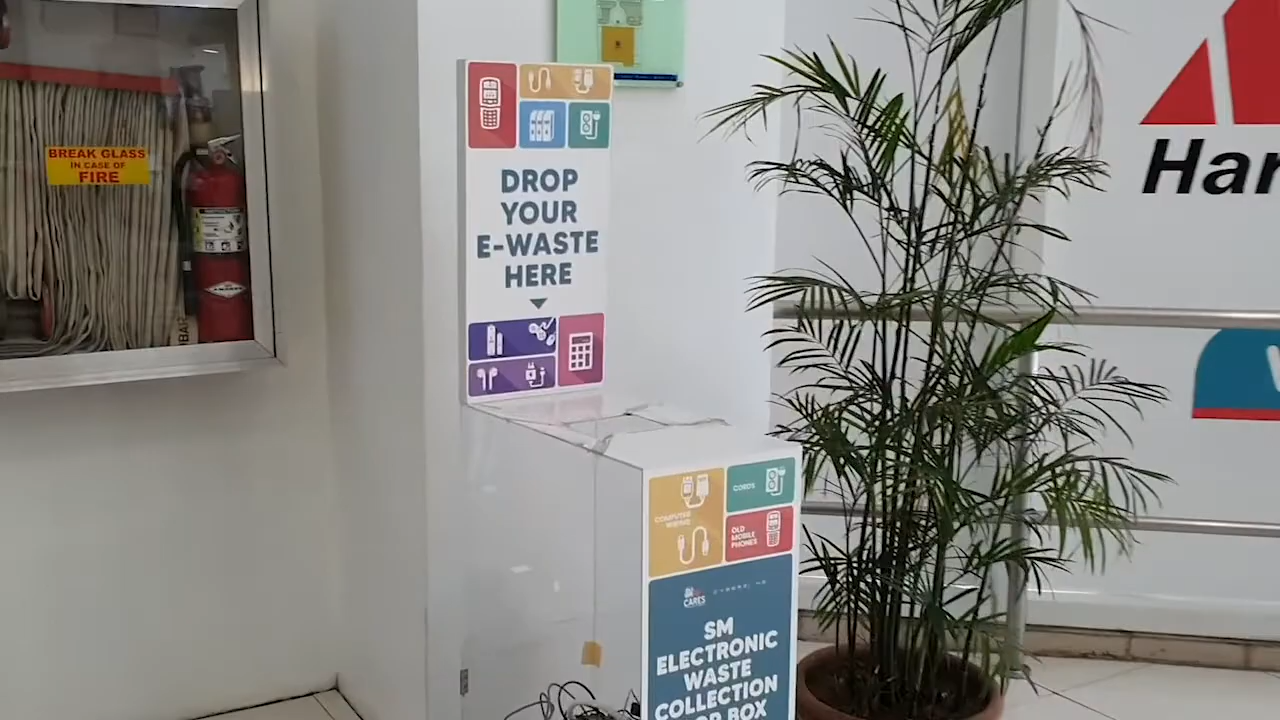 BREAK GLASS
IN CASE OF
FIRE
DROP
YOUR
E-WASTE
HERE
COMPUTER
WIRING
CORDS
OLD
MOBILE
PHONES
CARES
SM
ELECTRONIC
WASTE
COLLECTION
BOX
Har